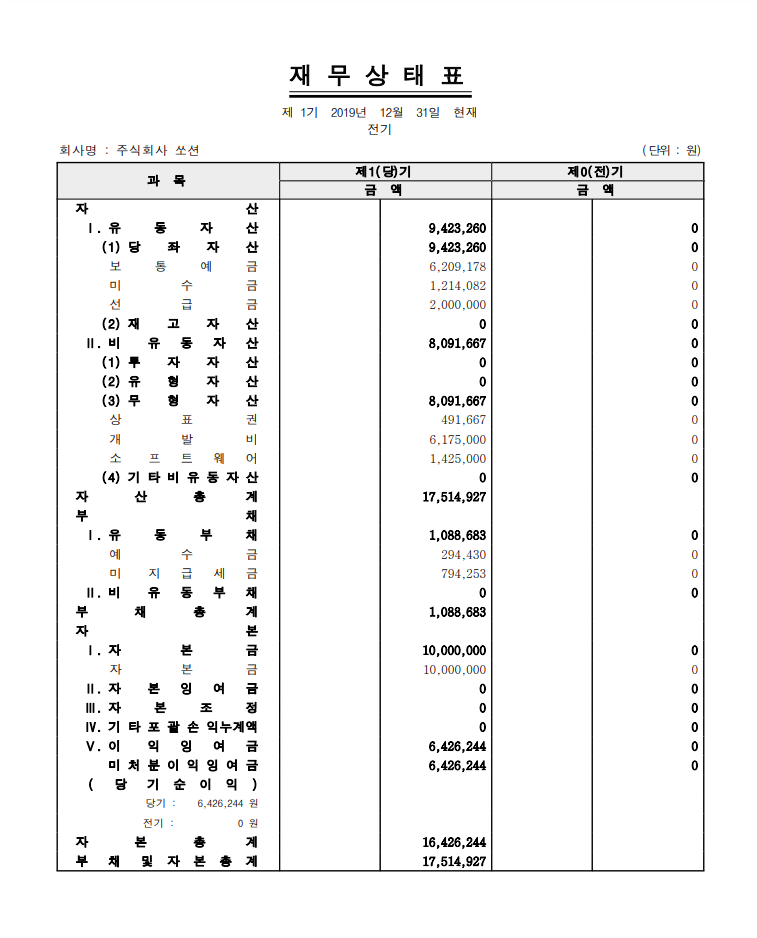 재 무 상 태 표
제 1기 2019년 12월 31일 현재
전기
회사명 : 주식회사 쏘션 (단위 : 원)
과 목 제1(당)기 제0(전)기
금 액 금 액
자 산
Ⅰ. 유 동 자 산 9,423,260 0
(1) 당 좌 자 산 9,423,260 0
보 통 예 금 6,209,178 0
미 수 금 1,214,082 0
선 급 금 2,000,000 0
(2) 재 고 자 산 0 0
Ⅱ. 비 유 동 자 산 8,091,667 0
(1) 투 자 자 산 0 0
(2) 유 형 자 산 0 0
(3) 무 형 자 산 8,091,667 0
상 표 권 491,667 0
개 발 비 6,175,000 0
소 프 트 웨 어 1,425,000 0
(4) 기 타 비 유 동 자 산 0 0
자 산 총 계 17,514,927
부 채
Ⅰ. 유 동 부 채 1,088,683 0
예 수 금 294,430 0
미 지 급 세 금 794,253 0
Ⅱ. 비 유 동 부 채 0 0
부 채 총 계 1,088,683
자 본
Ⅰ. 자 본 금 10,000,000 0
자 본 금 10,000,000 0
Ⅱ. 자 본 잉 여 금 0 0
Ⅲ. 자 본 조 정 0 0
Ⅳ. 기 타 포 괄 손 익누계액 0 0
Ⅴ. 이 익 잉 여 금 6,426,244 0
미 처 분 이 익 잉 여 금 6,426,244 0
( 당 기 순 이 익 )
당기 : 6,426,244 원
전기 : 0 원
자 본 총 계 16,426,244
부 채 및 자 본 총 계 17,514,927